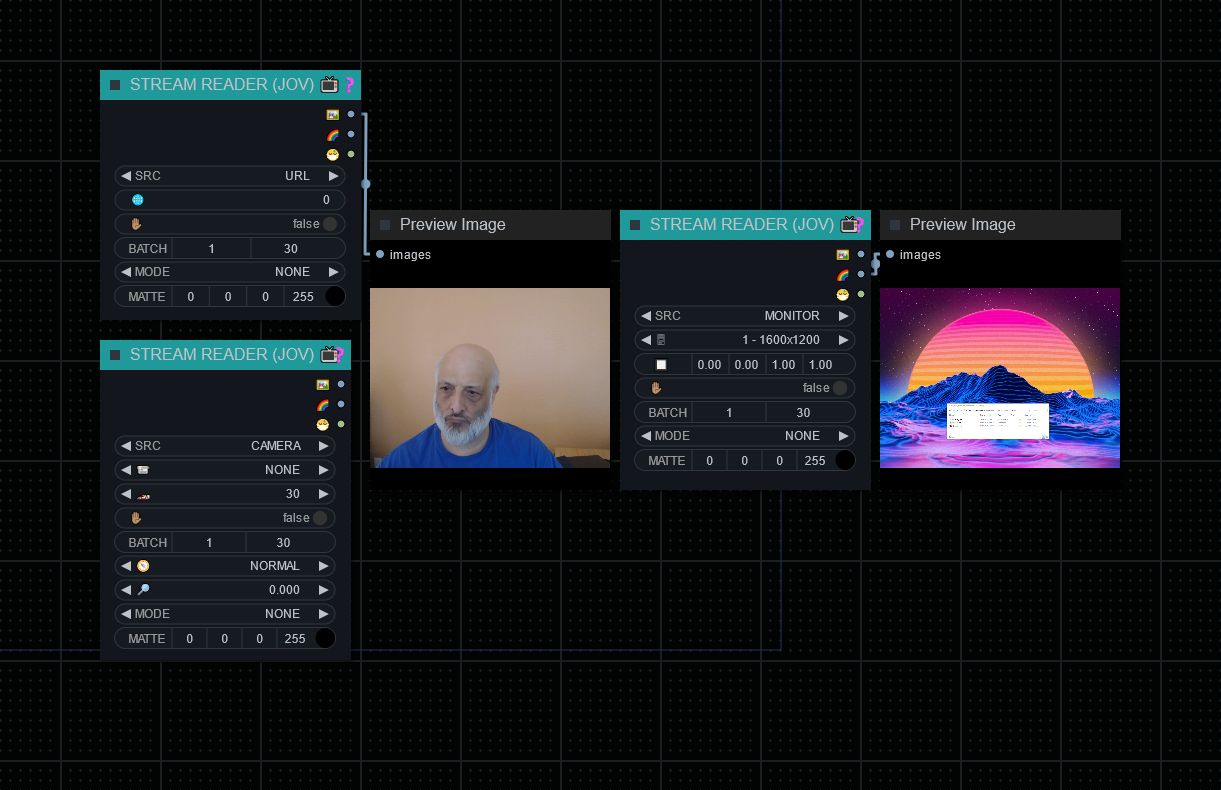 STREAM READER (JOV)
SRC URL
0
false
BATCH 1 30
MODE NONE
MATTE 0 0 0 255
STREAM READER (JOV)
SRC CAMERA
NONE
30
false
BATCH 1 30
NORMAL
0.000
MODE NONE
MATTE 0 0 0 255
Preview Image
images
STREAM READER (JOV)
SRC MONITOR
1 - 1600x1200
0.00 0.00 1.00 1.00
false
BATCH 1 30
MODE NONE
MATTE 0 0 0 255
Preview Image
images